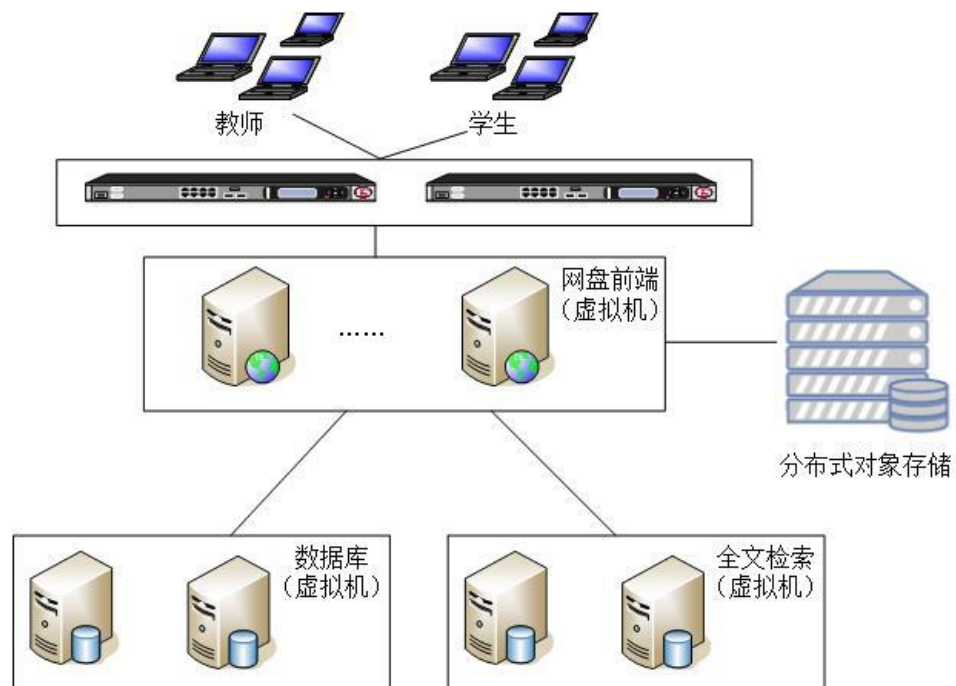 教师
学生
网盘前端
（虚拟机）
……
分布式对象存储
数据库
（虚拟机）
全文检索
（虚拟机）